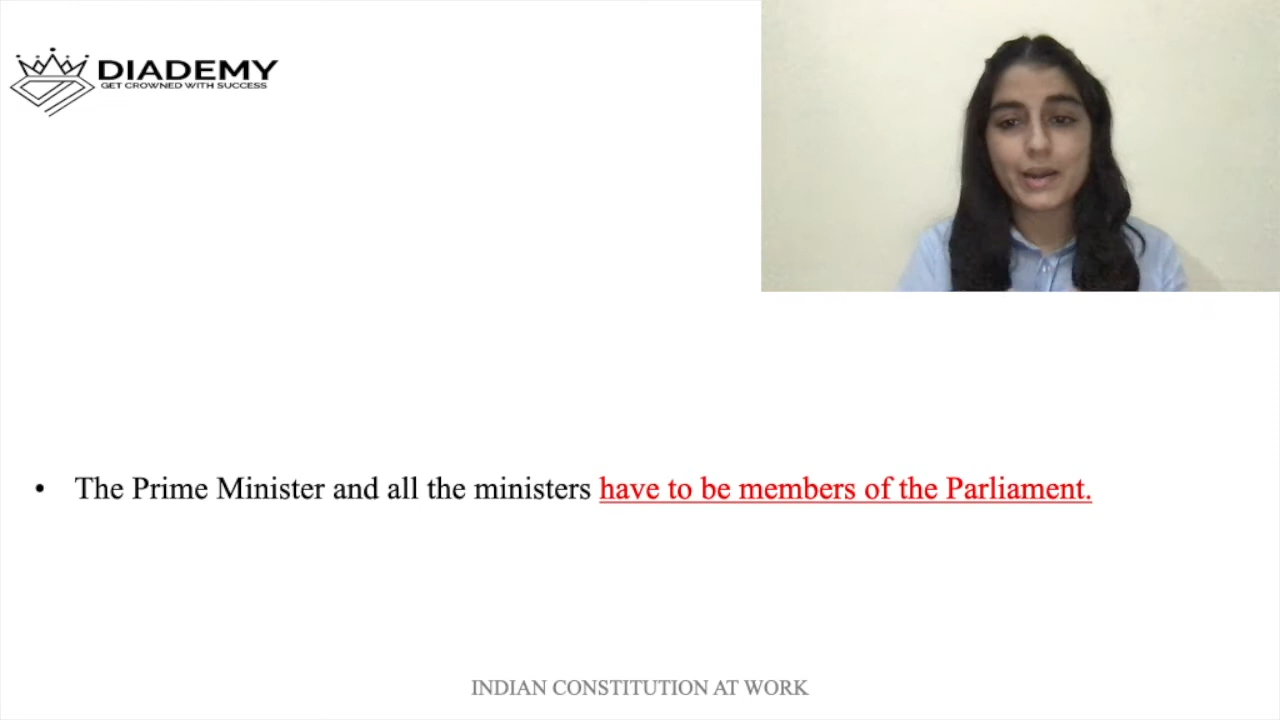 DIADEMY
GET CROWNED WITH SUCCESS
• The Prime Minister and all the ministers have to be members of the Parliament.
INDIAN CONSTITUTION AT WORK